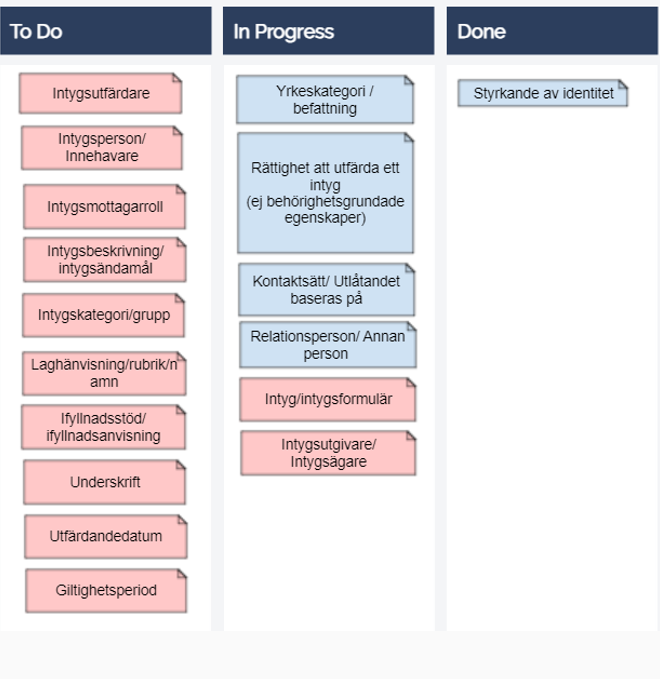 To Do
Intygsutfärdare
Intygsperson/
Innehavare
Intygsmottagarroll
Intygsbeskrivning/
intygsändamål
Intygskategori/grupp
Laghänvisning/rubrik/n
amn
Ifyllnadsstöd/
ifyllnadsanvisning
Underskrift
Utfärdandedatum
Giltighetsperiod
In Progress
Yrkeskategori /
befattning
Rättighet att utfärda ett
intyg
(ej behörighetsgrundade
egenskaper)
Kontaktsätt/ Utlåtandet
baseras på
Relationsperson/ Annan
person
Intyg/intygsformulär
Intygsutgivare/
Intygsägare
Done
Styrkande av identitet